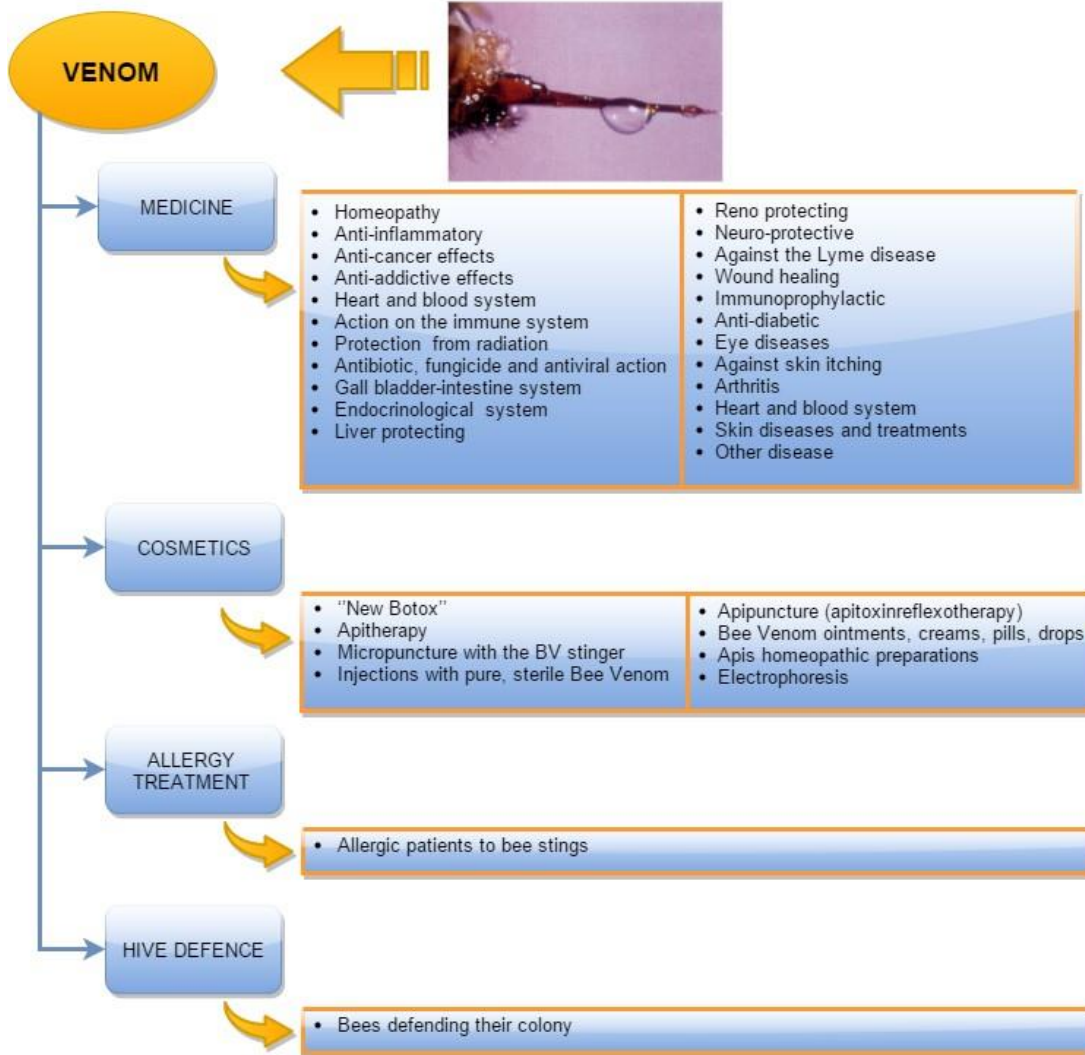 VENOM
MEDICINE
• Homeopathy
• Anti-inflammatory
• Anti-cancer effects
• Anti-addictive effects
• Heart and blood system
• Action on the immune system
• Protection from radiation
• Antibiotic, fungicide and antiviral action
• Gall bladder-intestine system
• Endocrinological system
• Liver protecting
• Reno protecting
• Neuro-protective
• Against the Lyme disease
• Wound healing
• Immunoprophylactic
• Anti-diabetic
• Eye diseases
• Against skin itching
• Arthritis
• Heart and blood system
• Skin diseases and treatments
• Other disease
COSMETICS
• ‘‘New Botox’’
• Apitherapy
• Micropuncture with the BV stinger
• Injections with pure, sterile Bee Venom
• Apipuncture (apitoxinreflexotherapy)
• Bee Venom ointments, creams, pills, drops
• Apis homeopathic preparations
• Electrophoresis
ALLERGY
TREATMENT
• Allergic patients to bee stings
HIVE DEFENCE
• Bees defending their colony